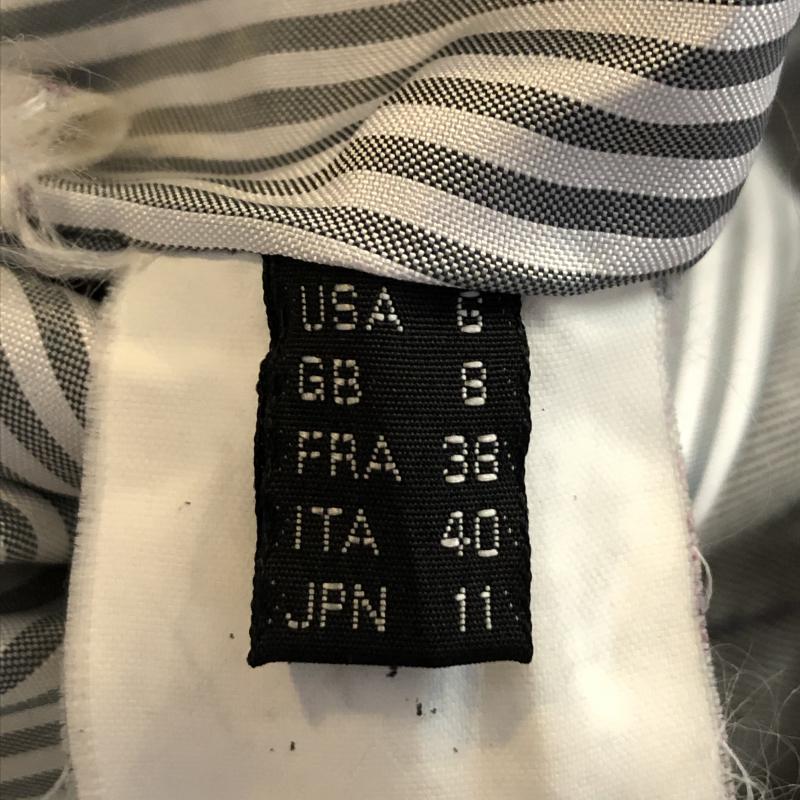 USA 6
GB 8
FRA 38
ITA 40
JPN 11